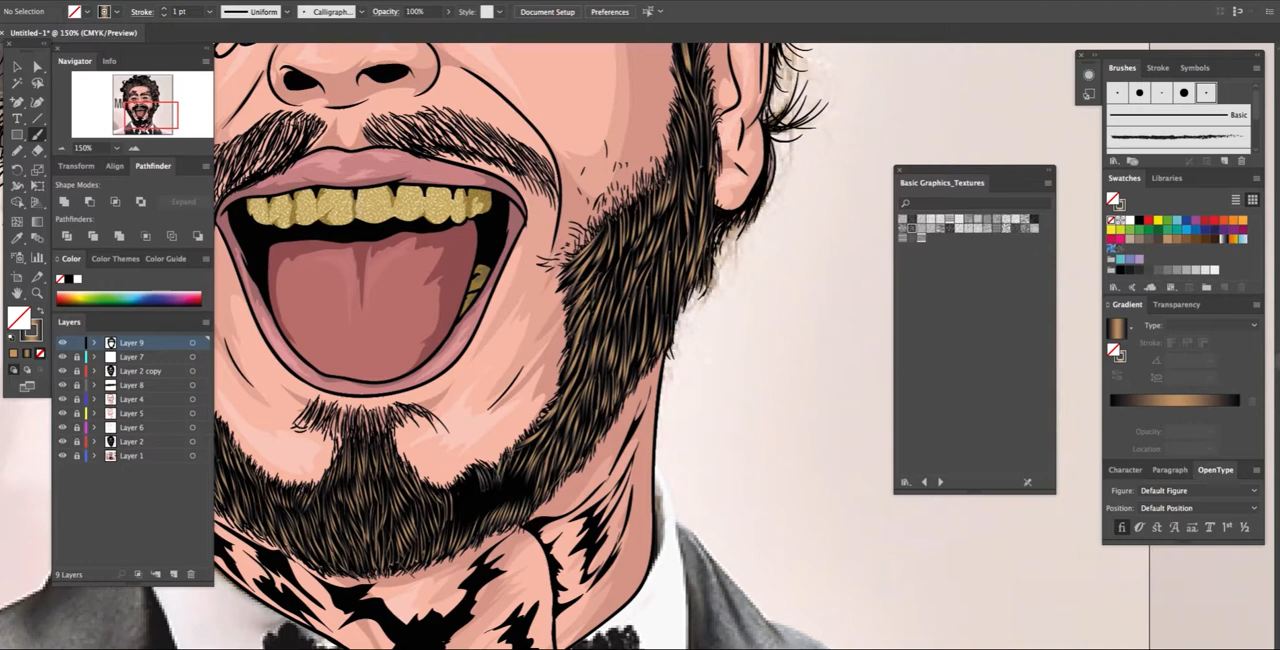 No Selection
Stroke: 1 pt
Uniform
Calligraph...
Opacity: 100%
Style:
Document Setup
Preferences
Untitled-1* @ 150% (CMYK/Preview)
Navigator Info
M
150%
Transform Align Pathfinder
Shape Modes:
Expand
Pathfinders:
Color Color Themes Color Guide
Layers
Layer 9
Layer 7
Layer 2 copy
Layer 8
Layer 4
Layer 5
Layer 6
Layer 2
Layer 1
9 Layers
Basic Graphics_Textures
Brushes Stroke Symbols
Basic
Swatches Libraries
Gradient Transparency
Type:
Stroke:
Opacity:
Location:
Character Paragraph OpenType
Figure: Default Figure
Position: Default Position